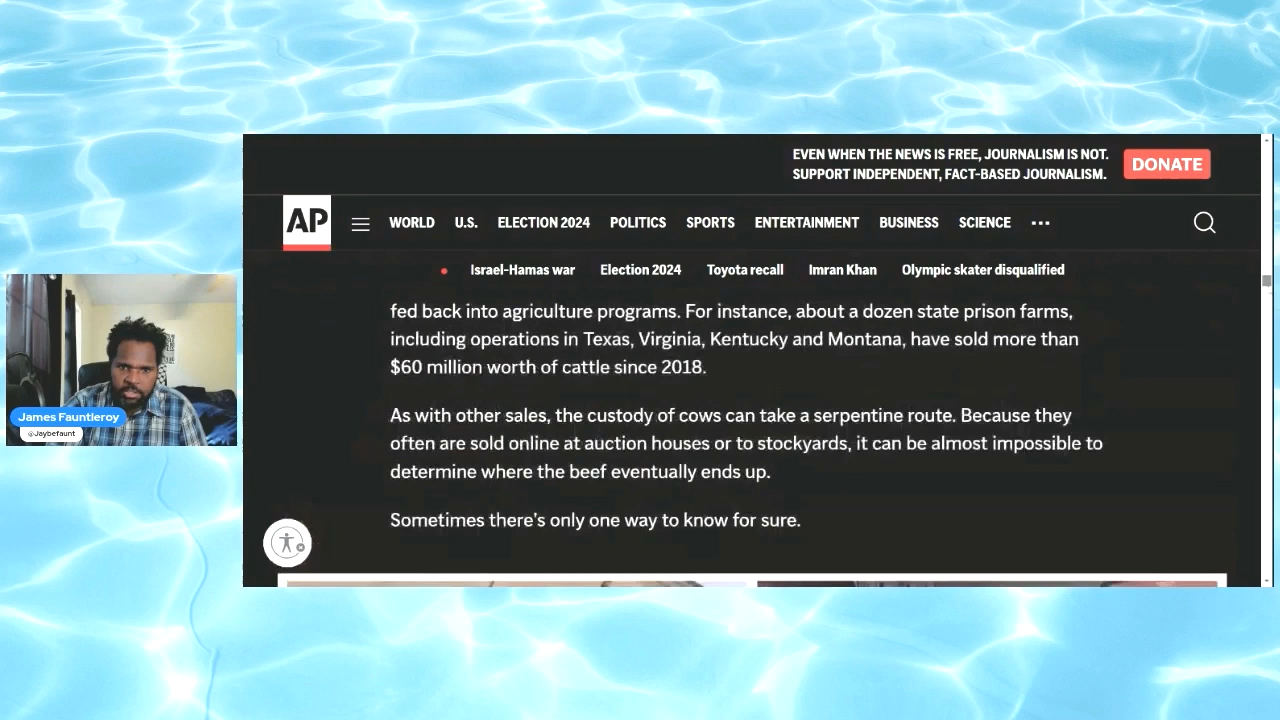 EVEN WHEN THE NEWS IS FREE, JOURNALISM IS NOT.
SUPPORT INDEPENDENT, FACT-BASED JOURNALISM.
DONATE
AP
WORLD U.S. ELECTION 2024 POLITICS SPORTS ENTERTAINMENT BUSINESS SCIENCE
Israel-Hamas war Election 2024 Toyota recall Imran Khan Olympic skater disqualified
fed back into agriculture programs. For instance, about a dozen state prison farms,
including operations in Texas, Virginia, Kentucky and Montana, have sold more than
$60 million worth of cattle since 2018.
As with other sales, the custody of cows can take a serpentine route. Because they
often are sold online at auction houses or to stockyards, it can be almost impossible to
determine where the beef eventually ends up.
Sometimes there's only one way to know for sure.
James Fauntleroy
@Jaybefaunt